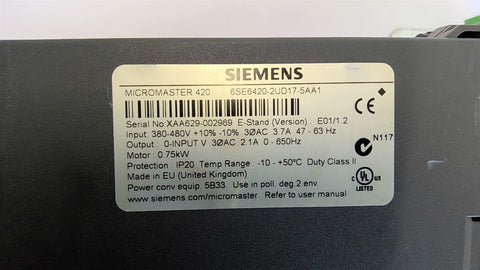 SIEMENS
MICROMASTER 420 6SE6420-2UD17-5AA1
Serial No: XAA629-002969 E-Stand (Version) : E01/1.2
Input: 380-480V +10% -10% 3ØAC 3.7A 47 - 63 Hz
Output : 0-INPUT V 3ØAC 2.1A 0 - 650Hz
N117
Motor : 0.75kW
Protection : IP20 Temp Range : -10 - +50°C Duty Class II
Made in EU (United Kingdom)
Power conv equip. 5B33. Use in poll. deg 2 env.
www.siemens.com/micromaster Refer to user manual
CE
C UL US
LISTED